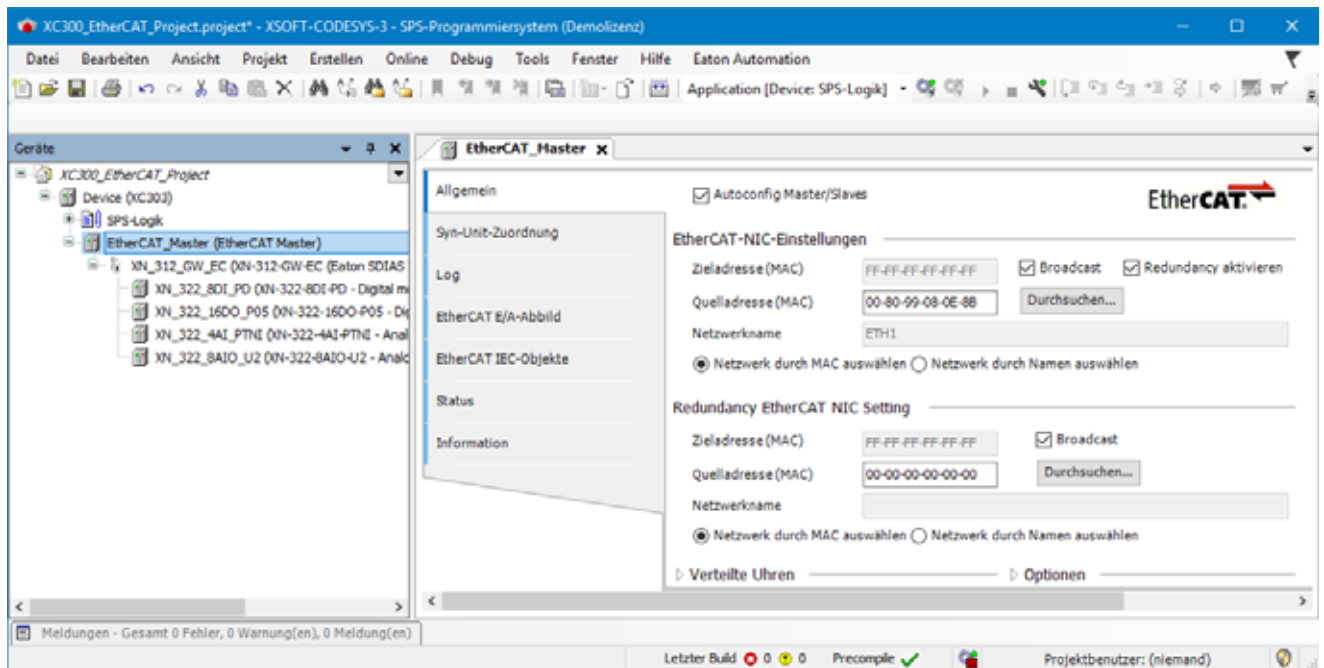 XC300_EtherCAT_Project.project* - XSOFT-CODESYS-3 - SPS-Programmiersystem (Demolizenz)
Datei Bearbeiten Ansicht Projekt Erstellen Online Debug Tools Fenster Hilfe Eaton Automation
Application [Device: SPS-Logik]
Geräte
XC300_EtherCAT_Project
Device (XC303)
SPS-Logik
EtherCAT_Master (EtherCAT Master)
XN_312_GW_EC (XN-312-GW-EC (Eaton SDIAS
XN_322_8DI_PD (XN-322-8DI-PD - Digital m
XN_322_16DO_P05 (XN-322-16DO-P05 - Di
XN_322_4AI_PTNI (XN-322-4AI-PTNI - Anal
XN_322_8AIO_U2 (XN-322-8AIO-U2 - Analo
EtherCAT_Master
Allgemein
Syn-Unit-Zuordnung
Log
EtherCAT E/A-Abbild
EtherCAT IEC-Objekte
Status
Information
Autoconfig Master/Slaves
EtherCAT
EtherCAT-NIC-Einstellungen
Zieladresse (MAC) FF-FF-FF-FF-FF-FF Broadcast Redundancy aktivieren
Quelladresse (MAC) 00-80-99-08-0E-8B Durchsuchen...
Netzwerkname ETH1
Netzwerk durch MAC auswählen Netzwerk durch Namen auswählen
Redundancy EtherCAT NIC Setting
Zieladresse (MAC) FF-FF-FF-FF-FF-FF Broadcast
Quelladresse (MAC) 00-00-00-00-00-00 Durchsuchen...
Netzwerkname
Netzwerk durch MAC auswählen Netzwerk durch Namen auswählen
Verteilte Uhren Optionen
Meldungen - Gesamt 0 Fehler, 0 Warnung(en), 0 Meldung(en)
Letzter Build 0 0 Precompile Projektbenutzer: (niemand)